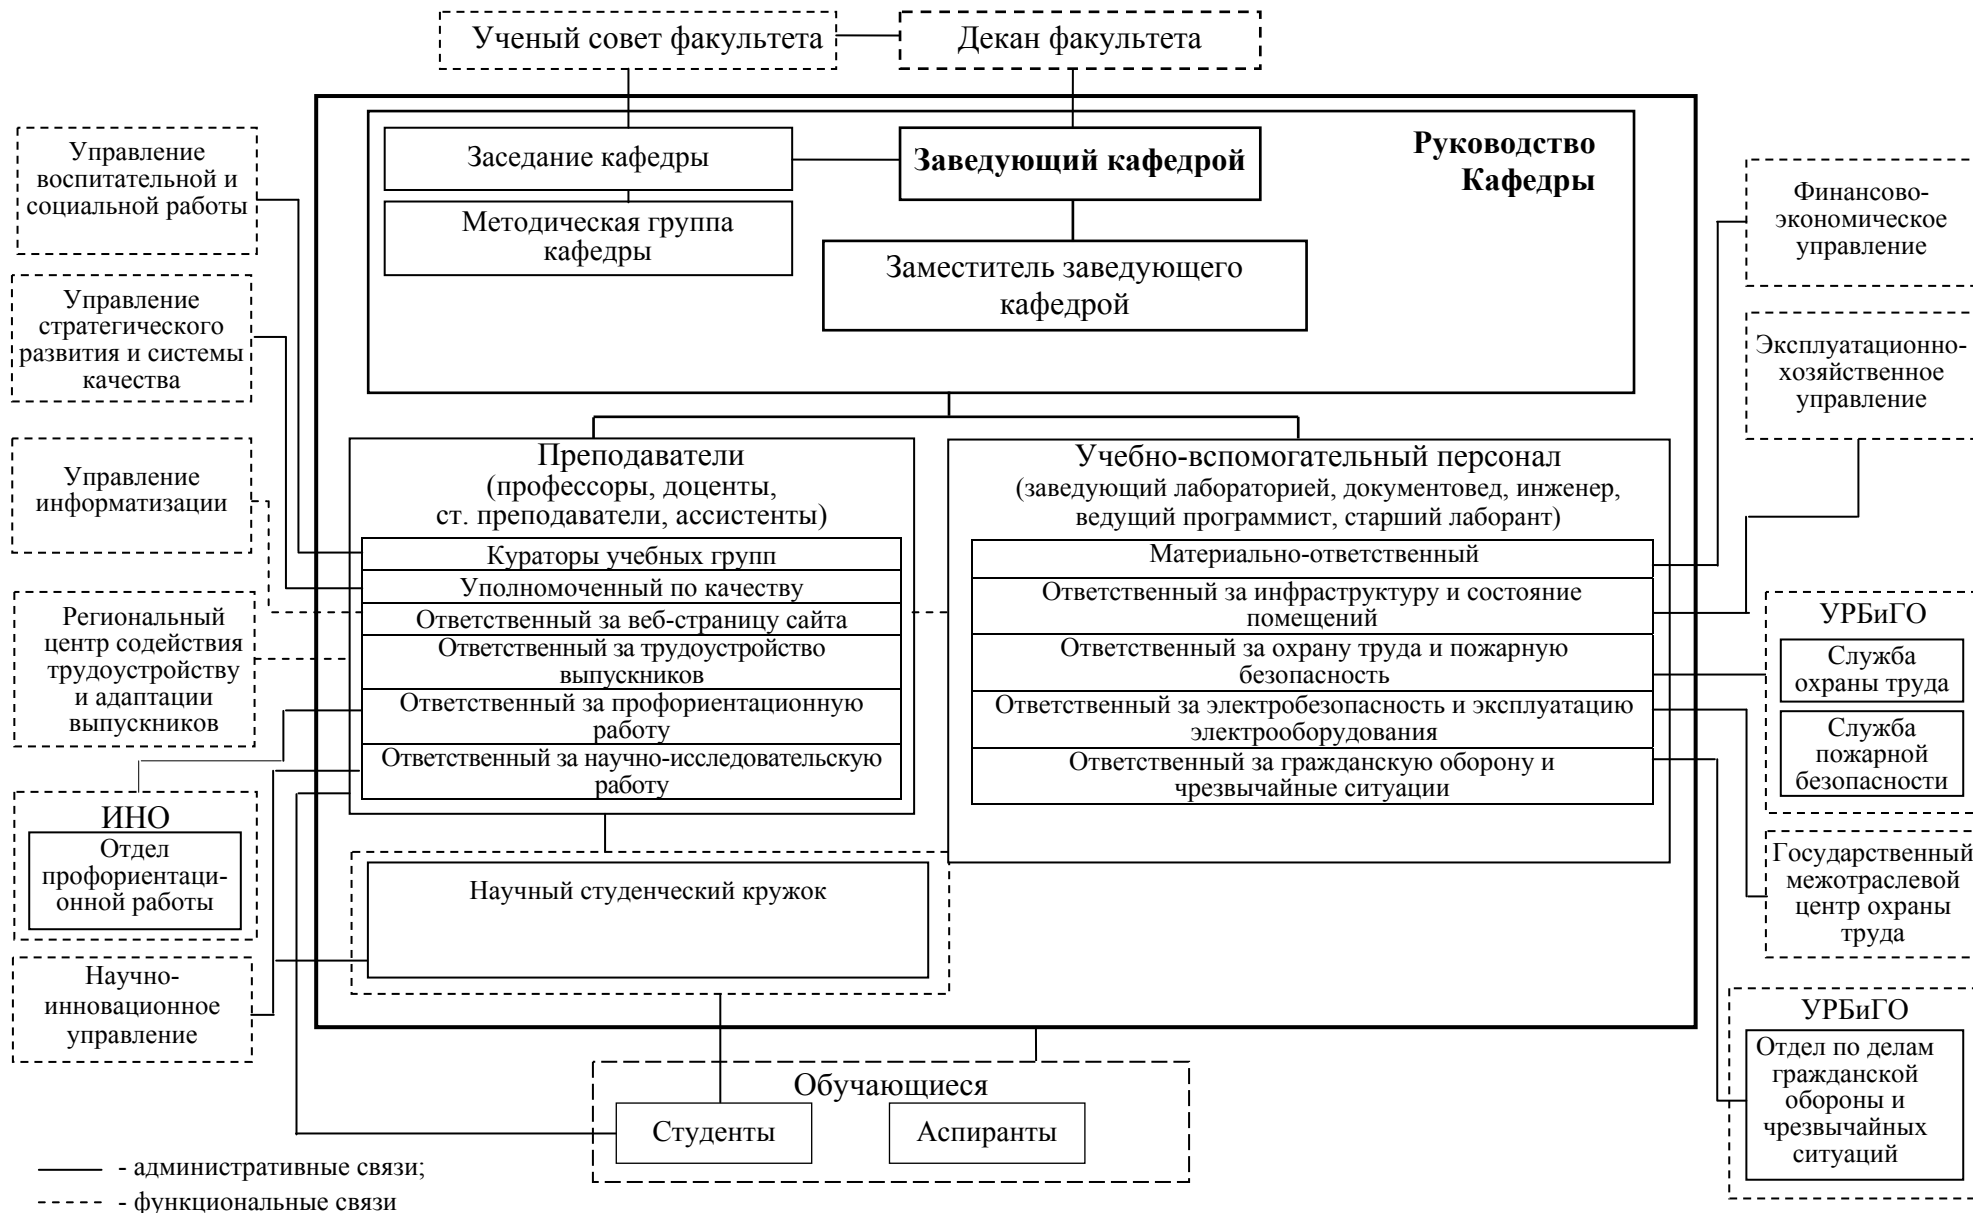 Ученый совет факультета
Декан факультета
Руководство
Кафедры
Заседание кафедры
Заведующий кафедрой
Методическая группа
кафедры
Заместитель заведующего
кафедрой
Управление
воспитательной и
социальной работы
Управление
стратегического
развития и системы
качества
Управление
информатизации
Региональный
центр содействия
трудоустройству
и адаптации
выпускников
ИНО
Отдел
профориентаци-
онной работы
Научно-
инновационное
управление
Преподаватели
(профессоры, доценты,
ст. преподаватели, ассистенты)
Кураторы учебных групп
Уполномоченный по качеству
Ответственный за веб-страницу сайта
Ответственный за трудоустройство
выпускников
Ответственный за профориентационную
работу
Ответственный за научно-исследовательскую
работу
Научный студенческий кружок
Учебно-вспомогательный персонал
(заведующий лабораторией, документовед, инженер,
ведущий программист, старший лаборант)
Материально-ответственный
Ответственный за инфраструктуру и состояние
помещений
Ответственный за охрану труда и пожарную
безопасность
Ответственный за электробезопасность и эксплуатацию
электрооборудования
Ответственный за гражданскую оборону и
чрезвычайные ситуации
Финансово-
экономическое
управление
Эксплуатационно-
хозяйственное
управление
УРБиГО
Служба
охраны труда
Служба
пожарной
безопасности
Государственный
межотраслевой
центр охраны
труда
УРБиГО
Отдел по делам
гражданской
обороны и
чрезвычайных
ситуаций
Обучающиеся
Студенты
Аспиранты
- административные связи;
- функциональные связи